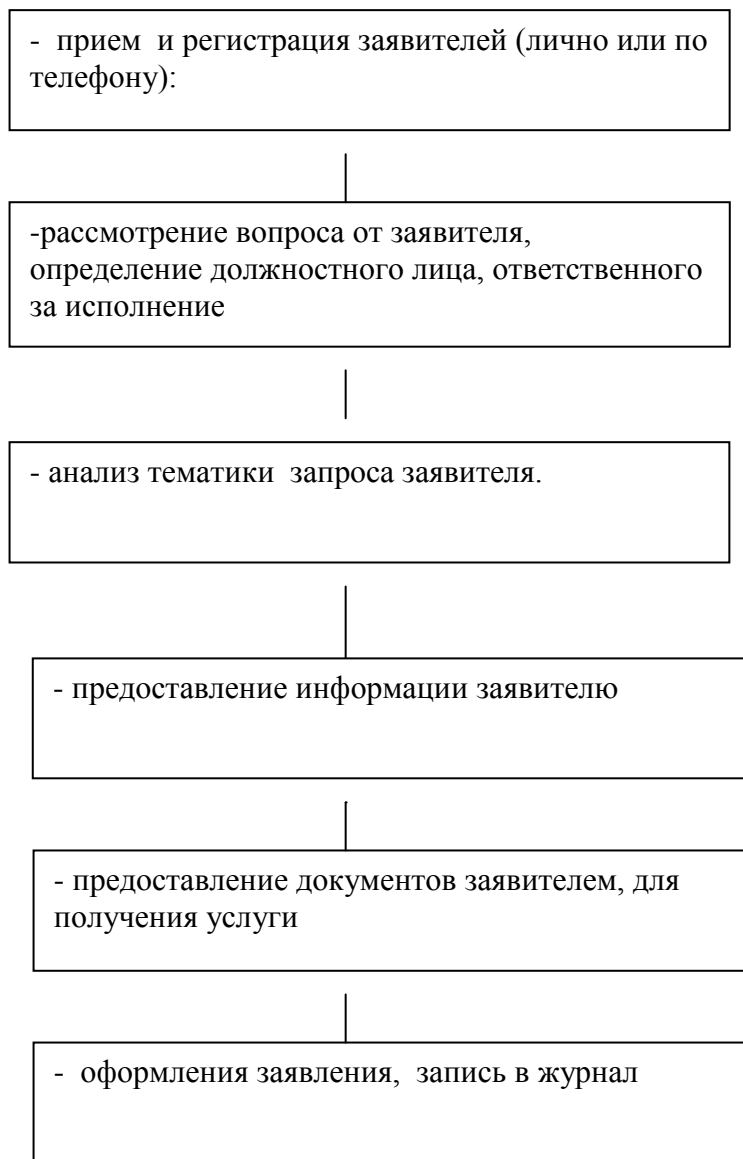 - прием и регистрация заявителей (лично или по
телефону):
-рассмотрение вопроса от заявителя,
определение должностного лица, ответственного
за исполнение
- анализ тематики запроса заявителя.
- предоставление информации заявителю
- предоставление документов заявителем, для
получения услуги
- оформления заявления, запись в журнал